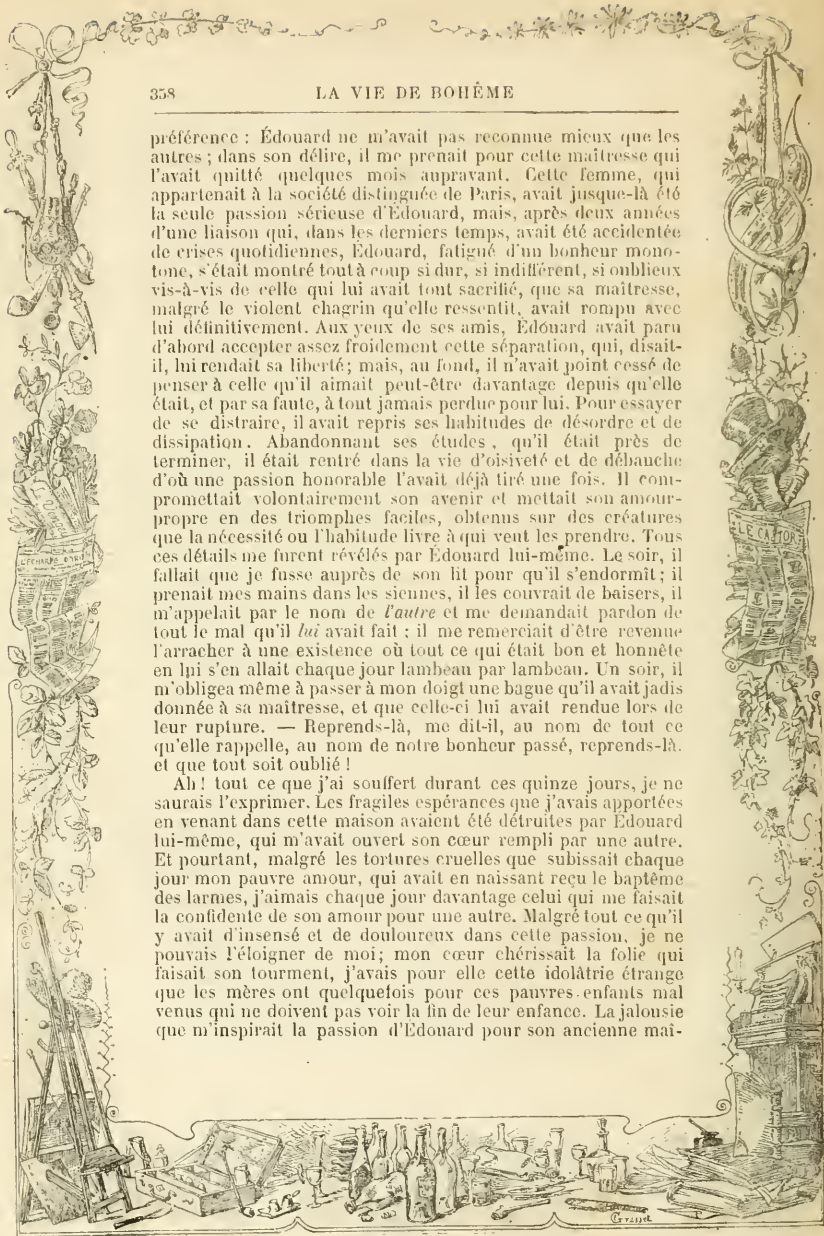 358
LA VIE DE BOHÊME
préférence : Édouard ne m'avait pas reconnue mieux que les
autres ; dans son délire, il me prenait pour cette maîtresse qui
l'avait quitté quelques mois aupravant. Cette femme, qui
appartenait à la société distinguée de Paris, avait jusque-là été
la seule passion sérieuse d'Édouard, mais, après deux années
d'une liaison qui, dans les derniers temps, avait été accidentée
de crises quotidiennes, Édouard, fatigué d'un bonheur mono-
tone, s'était montré tout à coup si dur, si indifférent, si oublieux
vis-à-vis de celle qui lui avait tout sacrifié, que sa maîtresse,
malgré le violent chagrin qu'elle ressentit, avait rompu avec
lui définitivement. Aux yeux de ses amis, Édouard avait paru
d'abord accepter assez froidement cette séparation, qui, disait-
il, lui rendait sa liberté ; mais, au fond, il n'avait point cessé de
penser à celle qu'il aimait peut-être davantage depuis qu'elle
était, et par sa faute, à tout jamais perdue pour lui. Pour essayer
de se distraire, il avait repris ses habitudes de désordre et de
dissipation. Abandonnant ses études, qu'il était près de
terminer, il était rentré dans la vie d'oisiveté et de débauche
d'où une passion honorable l'avait déjà tiré une fois. Il com-
promettait volontairement son avenir et mettait son amour-
propre en des triomphes faciles, obtenus sur des créatures
que la nécessité ou l'habitude livre à qui veut les prendre. Tous
ces détails me furent révélés par Édouard lui-même. Le soir, il
fallait que je fusse auprès de son lit pour qu'il s'endormît ; il
prenait mes mains dans les siennes, il les couvrait de baisers, il
m'appelait par le nom de l'autre et me demandait pardon de
tout le mal qu'il lui avait fait ; il me remerciait d'être revenue
l'arracher à une existence où tout ce qui était bon et honnête
en lui s'en allait chaque jour lambeau par lambeau. Un soir, il
m'obligea même à passer à mon doigt une bague qu'il avait jadis
donnée à sa maîtresse, et que celle-ci lui avait rendue lors de
leur rupture. — Reprends-là, me dit-il, au nom de tout ce
qu'elle rappelle, au nom de notre bonheur passé, reprends-là.
et que tout soit oublié !
Ah ! tout ce que j'ai souffert durant ces quinze jours, je ne
saurais l'exprimer. Les fragiles espérances que j'avais apportées
en venant dans cette maison avaient été détruites par Edouard
lui-même, qui m'avait ouvert son cœur rempli par une autre.
Et pourtant, malgré les tortures cruelles que subissait chaque
jour mon pauvre amour, qui avait en naissant reçu le baptême
des larmes, j'aimais chaque jour davantage celui qui me faisait
la confidente de son amour pour une autre. Malgré tout ce qu'il
y avait d'insensé et de douloureux dans cette passion, je ne
pouvais l'éloigner de moi ; mon cœur chérissait la folie qui
faisait son tourment, j'avais pour elle cette idolâtrie étrange
que les mères ont quelquefois pour ces pauvres enfants mal
venus qui ne doivent pas voir la fin de leur enfance. La jalousie
que m'inspirait la passion d'Edouard pour son ancienne maî-
L'ÉCHARPE D'IRIS
LE CASTOR